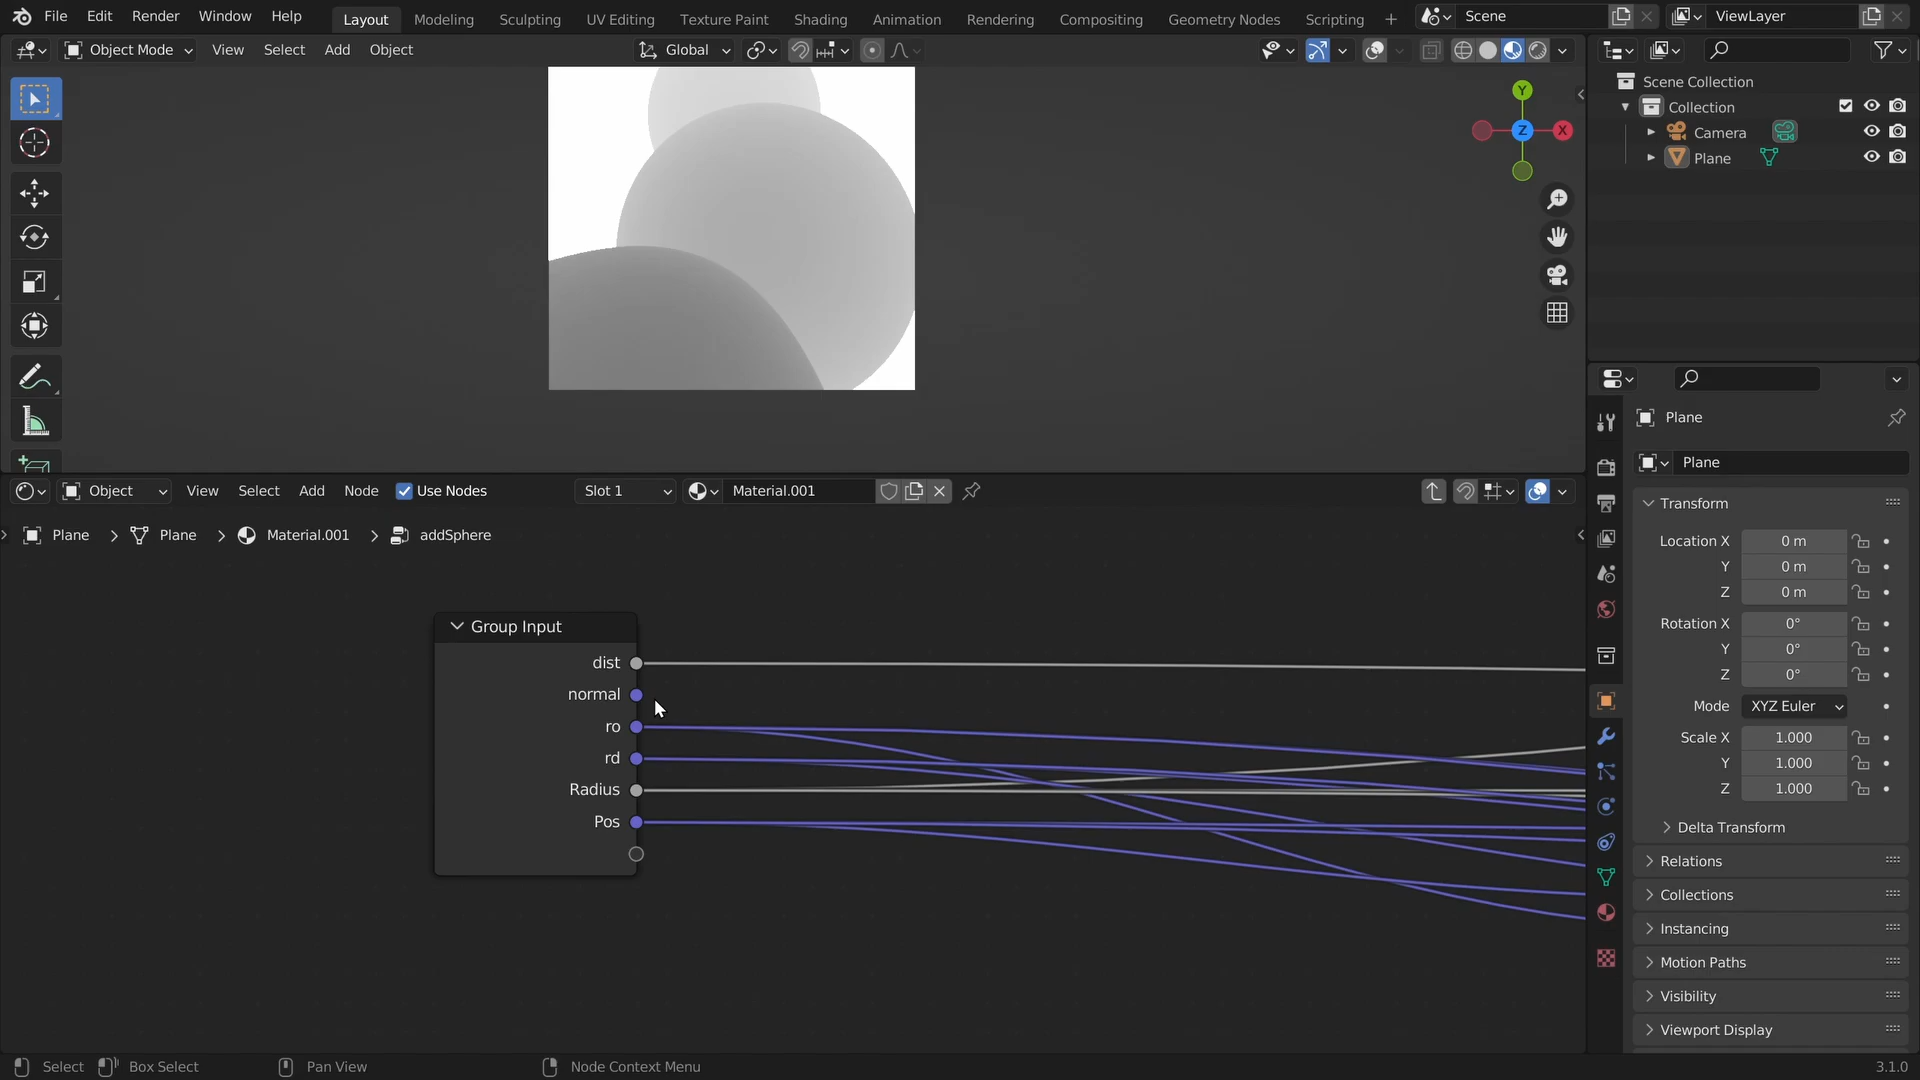 File Edit Render Window Help Layout Modeling Sculpting UV Editing Texture Paint Shading Animation Rendering Compositing Geometry Nodes Scripting + Scene ViewLayer
Object Mode View Select Add Object Global
Scene Collection
Collection
Camera
Plane
Y
Z X
Plane
Plane
Transform
Location X 0 m
Y 0 m
Z 0 m
Rotation X 0°
Y 0°
Z 0°
Mode XYZ Euler
Scale X 1.000
Y 1.000
Z 1.000
Delta Transform
Relations
Collections
Instancing
Motion Paths
Visibility
Viewport Display
Object View Select Add Node Use Nodes Slot 1 Material.001
Plane > Plane > Material.001 > addSphere
Group Input
dist
normal
ro
rd
Radius
Pos
Select Box Select Pan View Node Context Menu 3.1.0